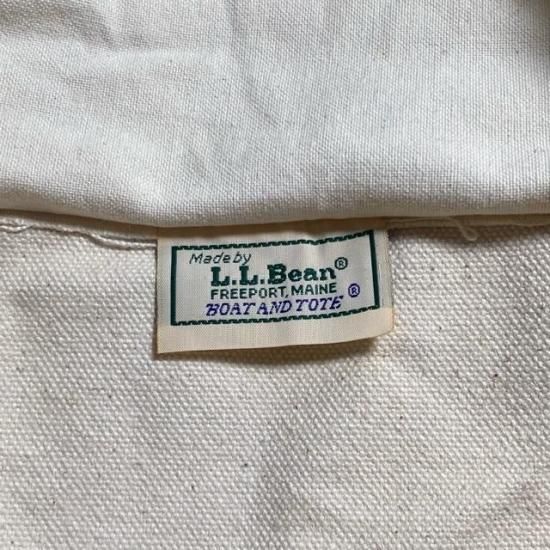 Made by
L.L.Bean®
FREEPORT, MAINE
BOAT AND TOTE ®